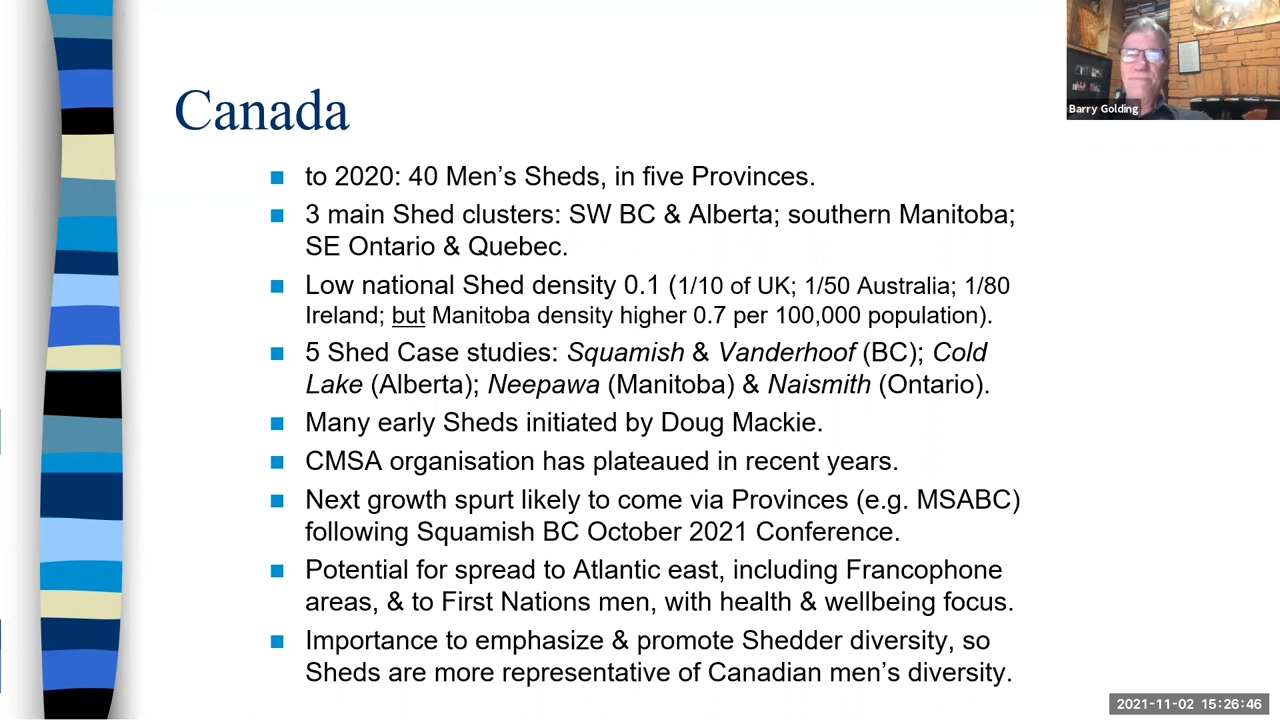 Canada
to 2020: 40 Men's Sheds, in five Provinces.
3 main Shed clusters: SW BC & Alberta; southern Manitoba;
SE Ontario & Quebec.
Low national Shed density 0.1 (1/10 of UK; 1/50 Australia; 1/80
Ireland; but Manitoba density higher 0.7 per 100,000 population).
5 Shed Case studies: Squamish & Vanderhoof (BC); Cold
Lake (Alberta); Neepawa (Manitoba) & Naismith (Ontario).
Many early Sheds initiated by Doug Mackie.
CMSA organisation has plateaued in recent years.
Next growth spurt likely to come via Provinces (e.g. MSABC)
following Squamish BC October 2021 Conference.
Potential for spread to Atlantic east, including Francophone
areas, & to First Nations men, with health & wellbeing focus.
Importance to emphasize & promote Shedder diversity, so
Sheds are more representative of Canadian men's diversity.
Barry Golding
2021-11-02 15:26:46